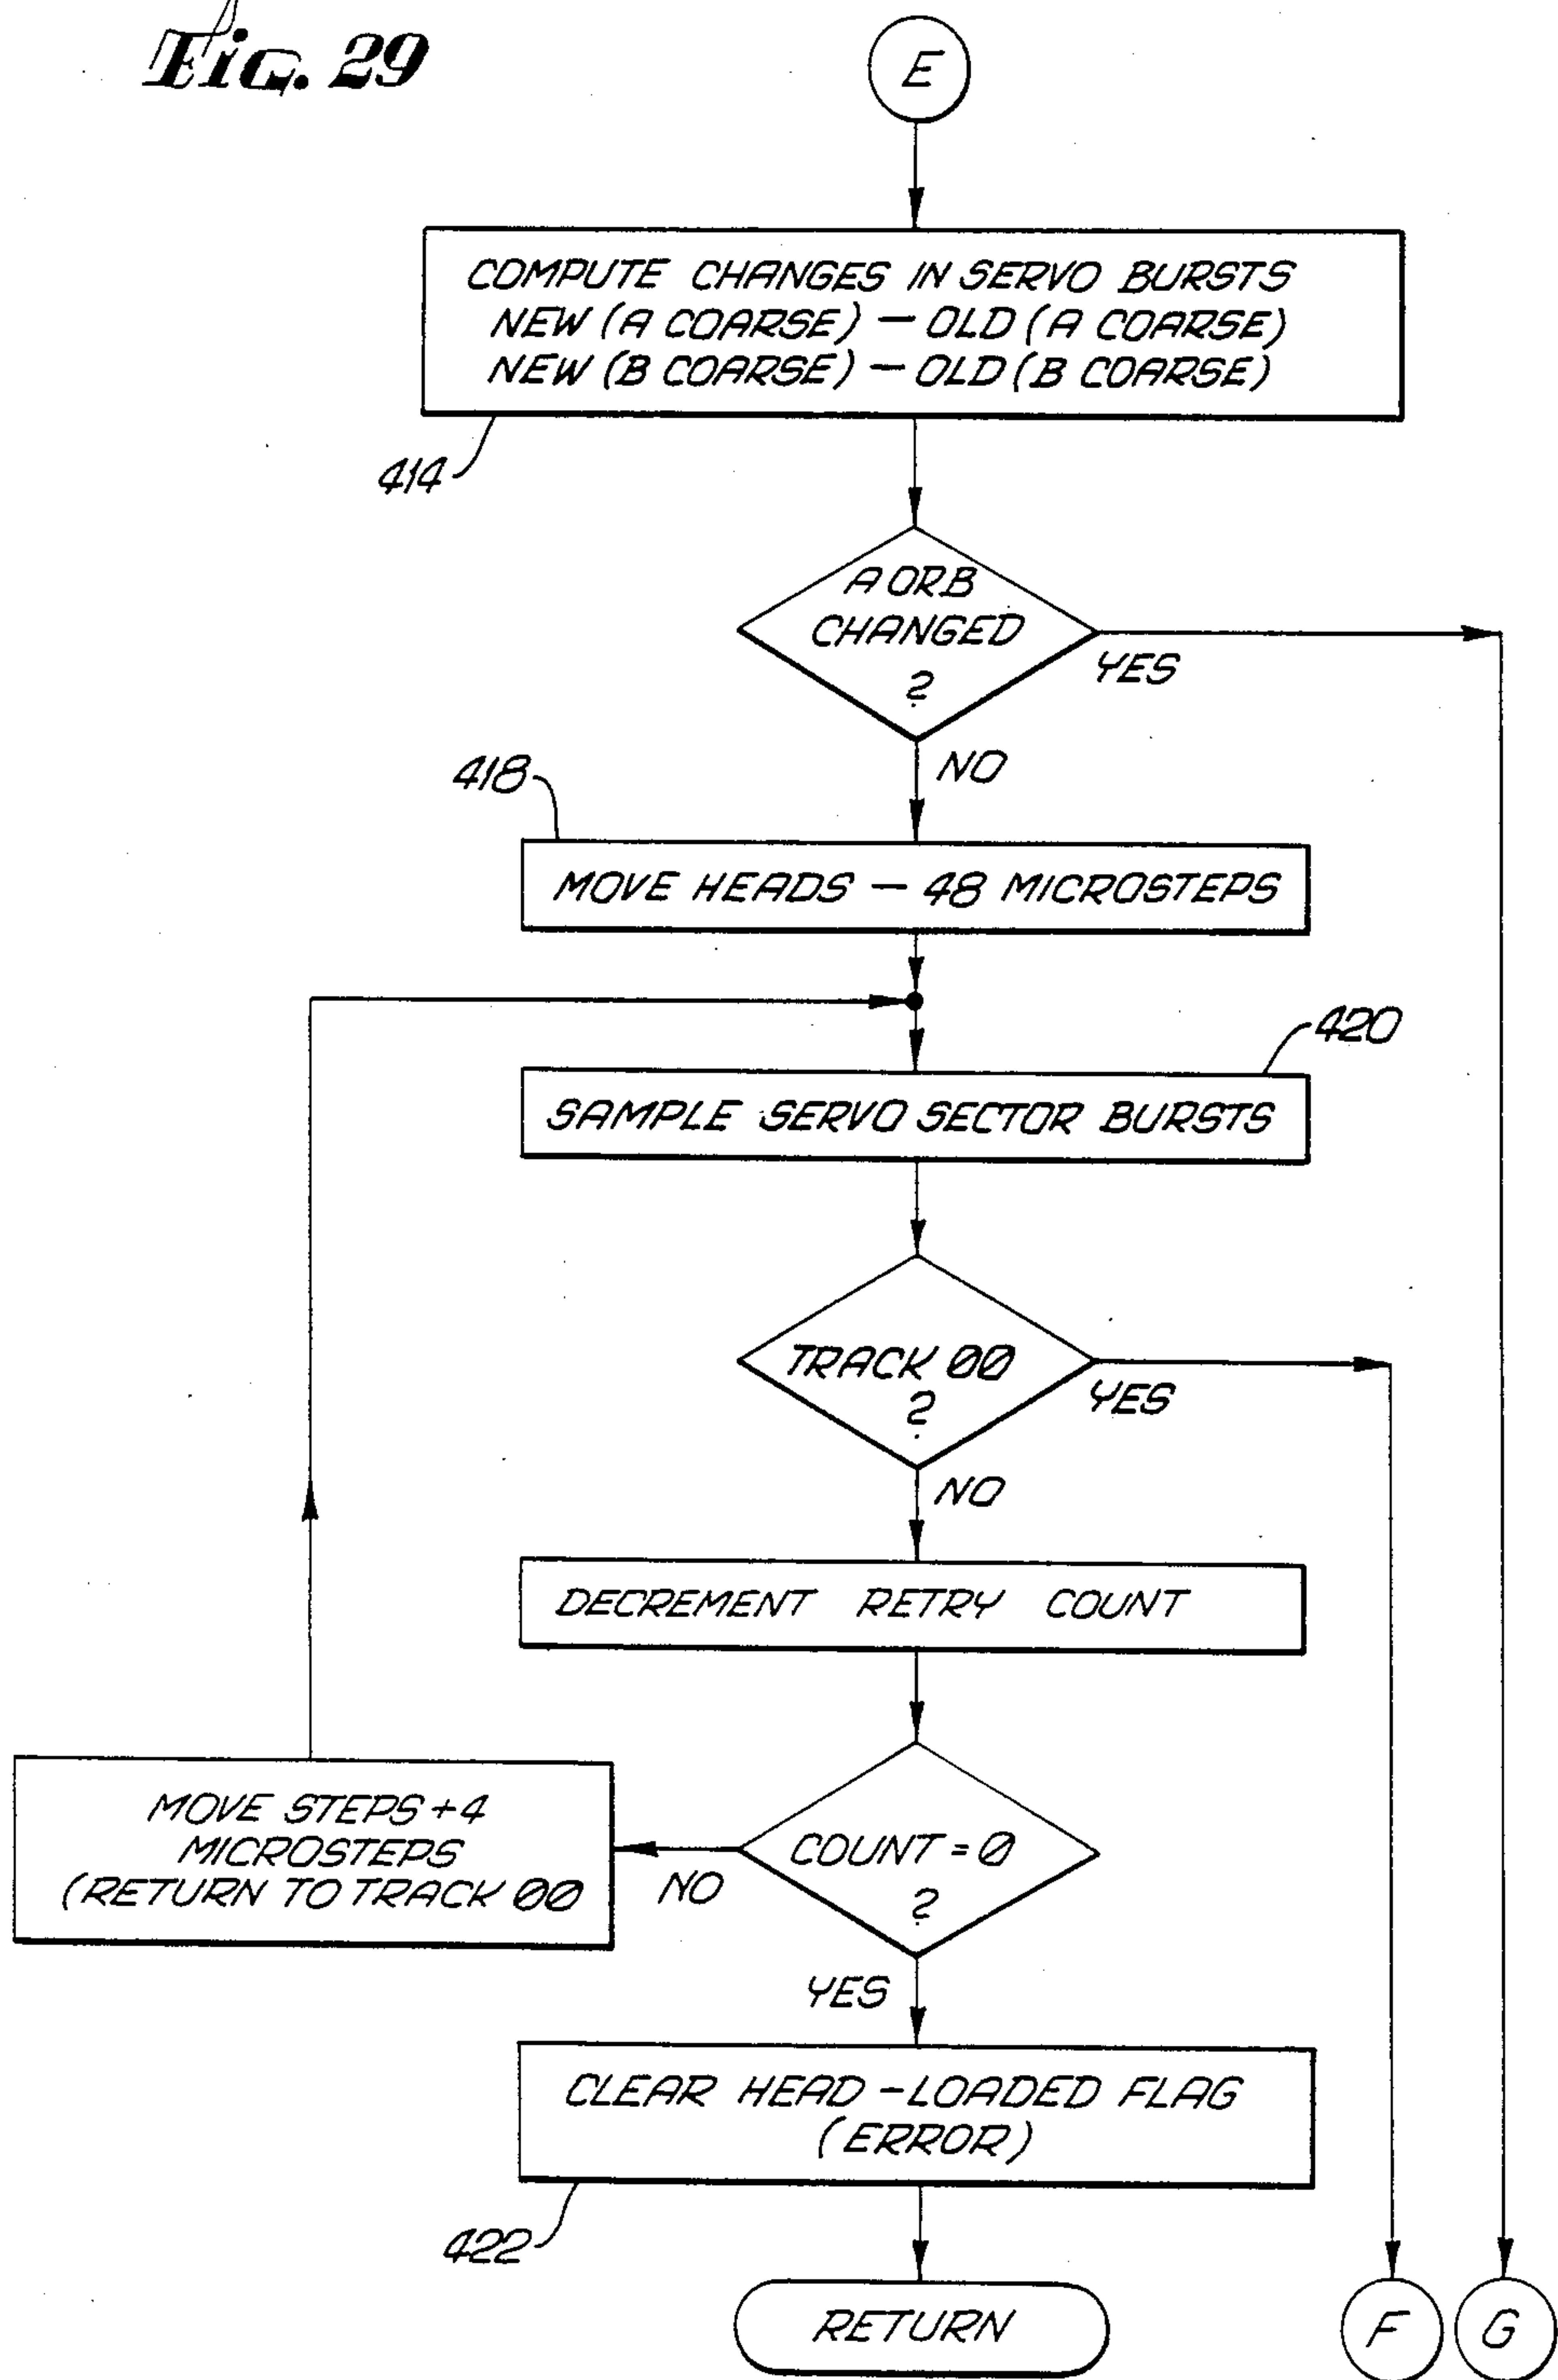 Fig. 29
E
COMPUTE CHANGES IN SERVO BURSTS
NEW (A COARSE) — OLD (A COARSE)
NEW (B COARSE) — OLD (B COARSE)
414
A OR B
CHANGED
?
YES
NO
418
MOVE HEADS — 48 MICROSTEPS
420
SAMPLE SERVO SECTOR BURSTS
TRACK 00
?
YES
NO
DECREMENT RETRY COUNT
MOVE STEPS +4
MICROSTEPS
(RETURN TO TRACK 00
COUNT = 0
?
NO
YES
CLEAR HEAD -LOADED FLAG
(ERROR)
422
RETURN
F
G